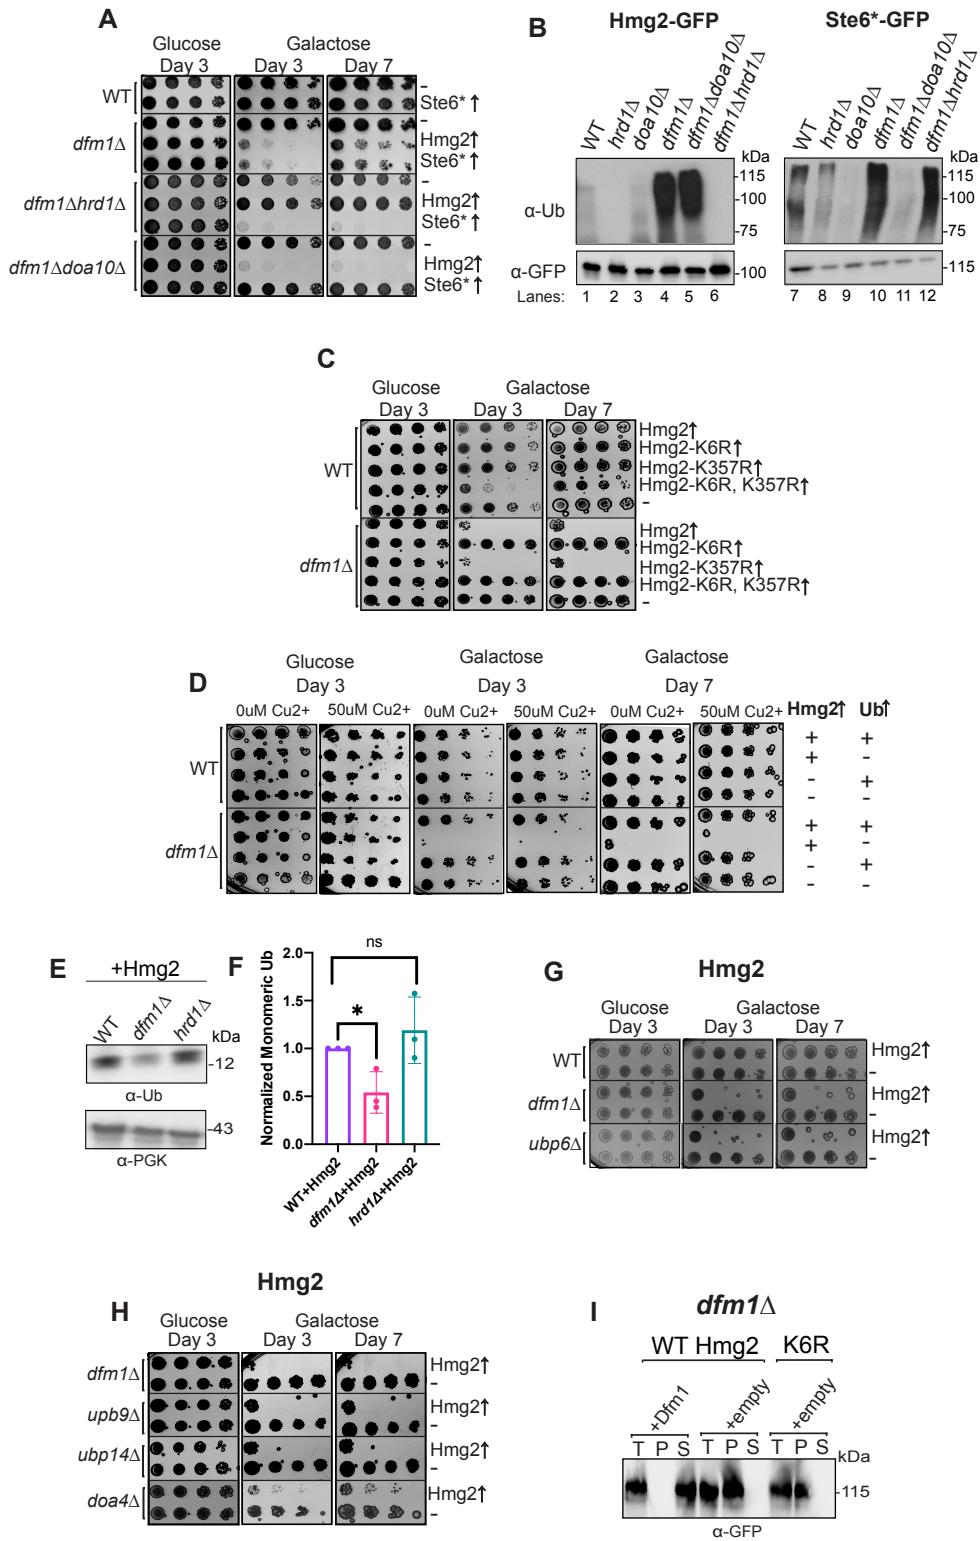 A
Glucose
Day 3
Galactose
Day 3
Day 7
WT
-
Ste6*↑
dfm1Δ
-
Hmg2↑
Ste6*↑
dfm1Δhrd1Δ
-
Hmg2↑
Ste6*↑
dfm1Δdoa10Δ
-
Hmg2↑
Ste6*↑
B
Hmg2-GFP
Ste6*-GFP
WT
hrd1Δ
doa10Δ
dfm1Δ
dfm1Δdoa10Δ
dfm1Δhrd1Δ
WT
hrd1Δ
doa10Δ
dfm1Δ
dfm1Δdoa10Δ
dfm1Δhrd1Δ
α-Ub
kDa
-115
-100
-75
kDa
-115
-100
-75
α-GFP
-100
-115
Lanes: 1 2 3 4 5 6 7 8 9 10 11 12
C
Glucose
Day 3
Galactose
Day 3
Day 7
WT
Hmg2↑
Hmg2-K6R↑
Hmg2-K357R↑
Hmg2-K6R, K357R↑
-
dfm1Δ
Hmg2↑
Hmg2-K6R↑
Hmg2-K357R↑
Hmg2-K6R, K357R↑
-
D
Glucose
Day 3
Galactose
Day 3
Galactose
Day 7
0uM Cu2+ 50uM Cu2+ 0uM Cu2+ 50uM Cu2+ 0uM Cu2+ 50uM Cu2+ Hmg2↑ Ub↑
WT
+ +
+ -
- +
- -
dfm1Δ
+ +
+ -
- +
- -
E
+Hmg2
WT
dfm1Δ
hrd1Δ
kDa
-12
α-Ub
-43
α-PGK
F
Normalized Monomeric Ub
2.0
1.5
1.0
0.5
0.0
ns
*
WT+Hmg2
dfm1Δ+Hmg2
hrd1Δ+Hmg2
G
Hmg2
Glucose
Day 3
Galactose
Day 3
Day 7
WT
Hmg2↑
-
dfm1Δ
Hmg2↑
-
ubp6Δ
Hmg2↑
-
H
Hmg2
Glucose
Day 3
Galactose
Day 3
Day 7
dfm1Δ
Hmg2↑
-
upb9Δ
Hmg2↑
-
ubp14Δ
Hmg2↑
-
doa4Δ
Hmg2↑
-
I
dfm1Δ
WT Hmg2
K6R
+Dfm1
+empty
+empty
T P S T P S T P S
kDa
-115
α-GFP